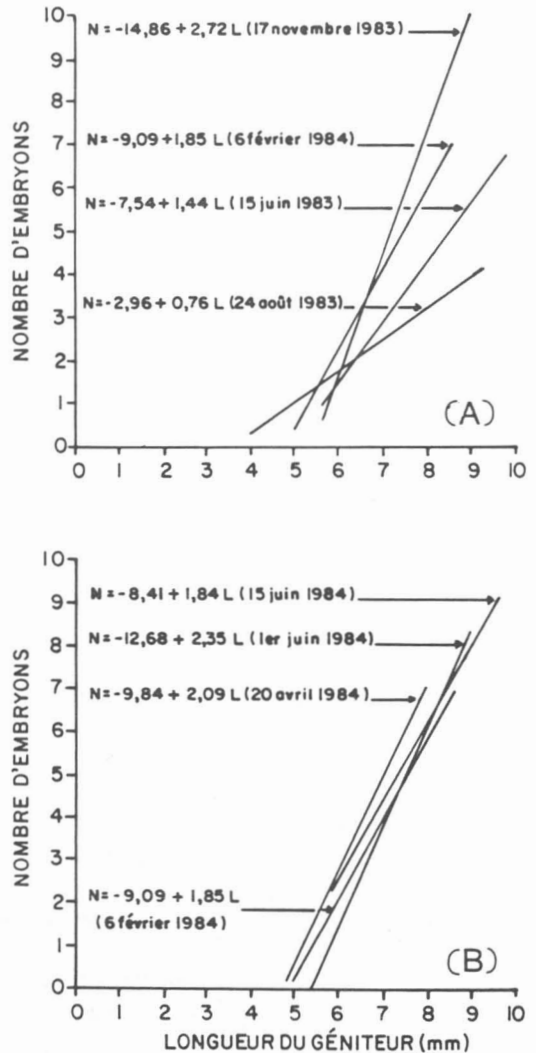 NOMBRE D'EMBRYONS
10
9
8
7
6
5
4
3
2
1
0
N=-14,86+2,72 L (17 novembre 1983)
N=-9,09+1,85 L (6 février 1984)
N=-7,54+1,44 L (15 juin 1983)
N=-2,96+0,76 L (24 août 1983)
(A)
0 1 2 3 4 5 6 7 8 9 10
NOMBRE D'EMBRYONS
10
9
8
7
6
5
4
3
2
1
0
N=-8,41+1,84 L (15 juin 1984)
N=-12,68+2,35 L (1er juin 1984)
N=-9,84+2,09 L (20 avril 1984)
N=-9,09+1,85 L
(6 février 1984)
(B)
0 1 2 3 4 5 6 7 8 9 10
LONGUEUR DU GÉNITEUR (mm)